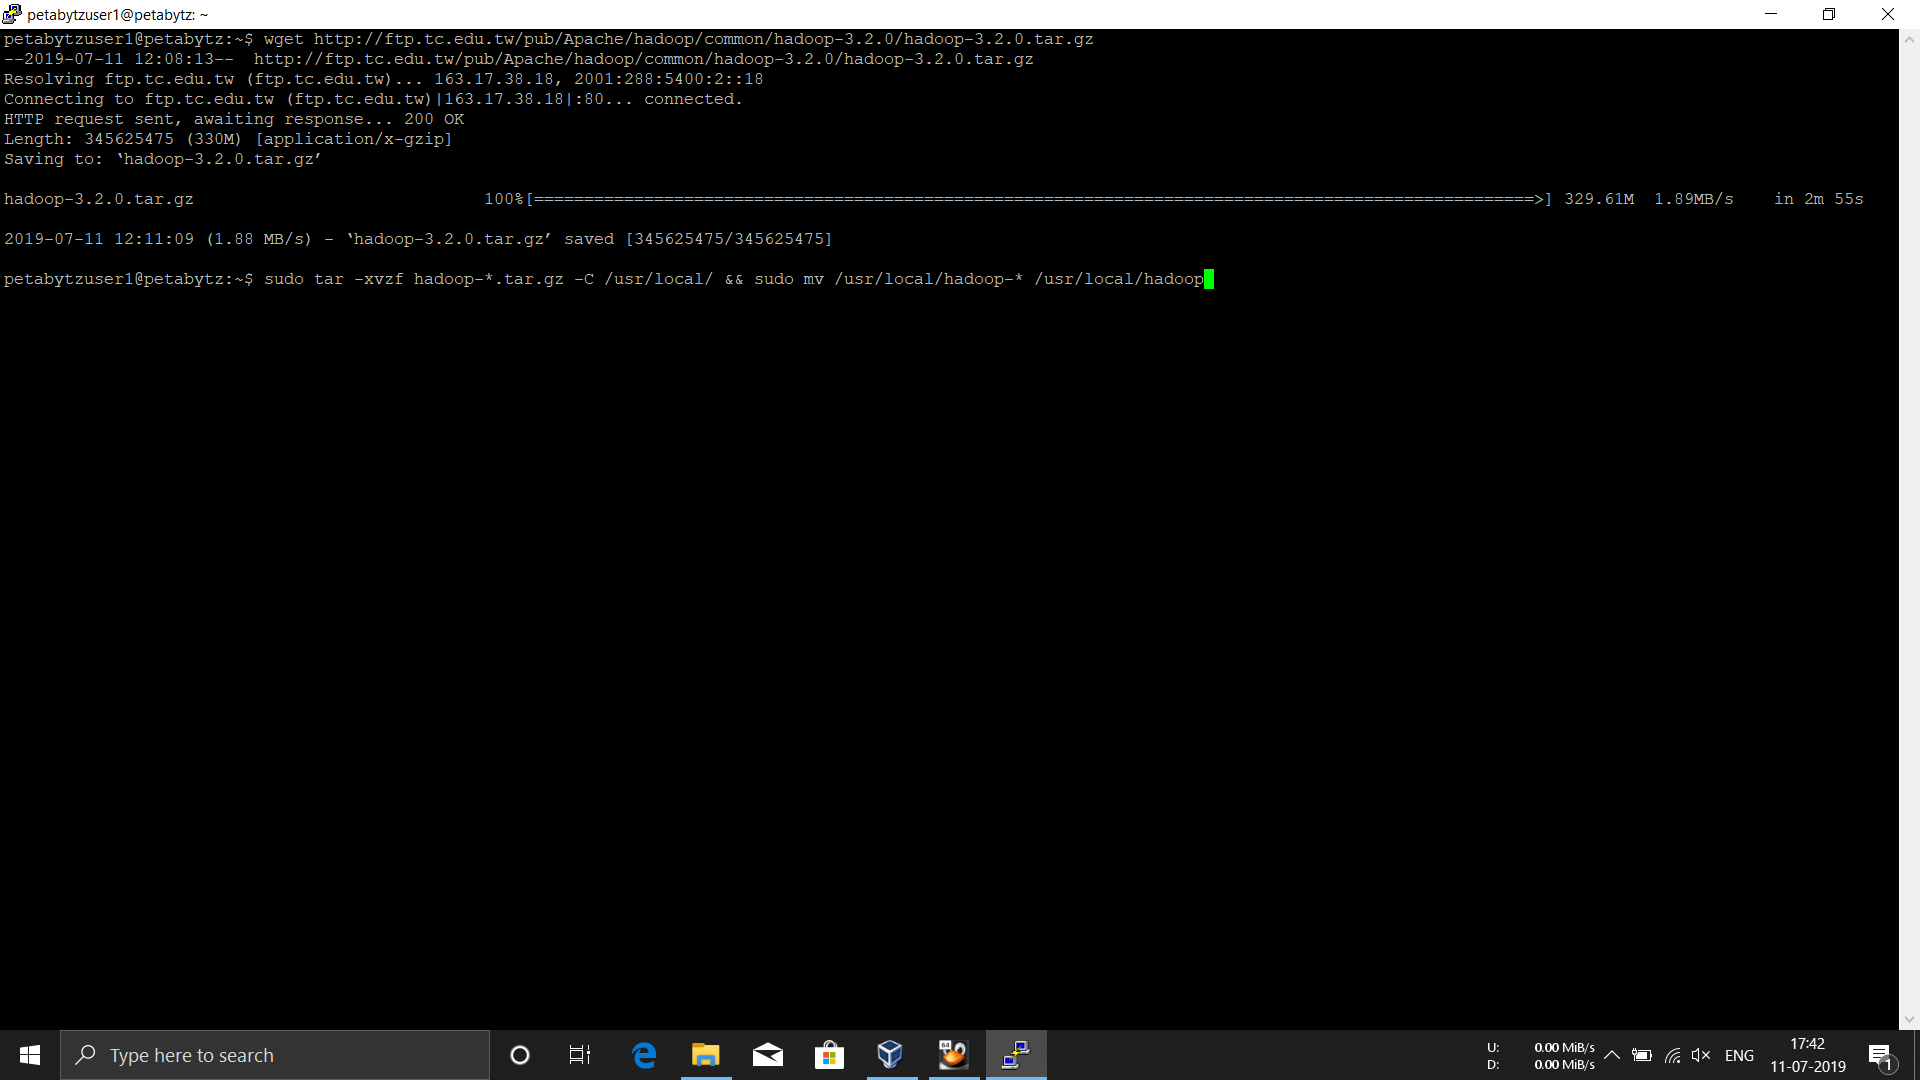 petabytzuser1@petabytz: ~
petabytzuser1@petabytz:~$ wget http://ftp.tc.edu.tw/pub/Apache/hadoop/common/hadoop-3.2.0/hadoop-3.2.0.tar.gz
--2019-07-11 12:08:13--  http://ftp.tc.edu.tw/pub/Apache/hadoop/common/hadoop-3.2.0/hadoop-3.2.0.tar.gz
Resolving ftp.tc.edu.tw (ftp.tc.edu.tw)... 163.17.38.18, 2001:288:5400:2::18
Connecting to ftp.tc.edu.tw (ftp.tc.edu.tw)|163.17.38.18|:80... connected.
HTTP request sent, awaiting response... 200 OK
Length: 345625475 (330M) [application/x-gzip]
Saving to: ‘hadoop-3.2.0.tar.gz’
hadoop-3.2.0.tar.gz 100%[====================================================================================================>] 329.61M 1.89MB/s in 2m 55s
2019-07-11 12:11:09 (1.88 MB/s) - ‘hadoop-3.2.0.tar.gz’ saved [345625475/345625475]
petabytzuser1@petabytz:~$ sudo tar -xvzf hadoop-*.tar.gz -C /usr/local/ && sudo mv /usr/local/hadoop-* /usr/local/hadoop
Type here to search
64
U: 0.00 MiB/s
D: 0.00 MiB/s
ENG
17:42
11-07-2019
1